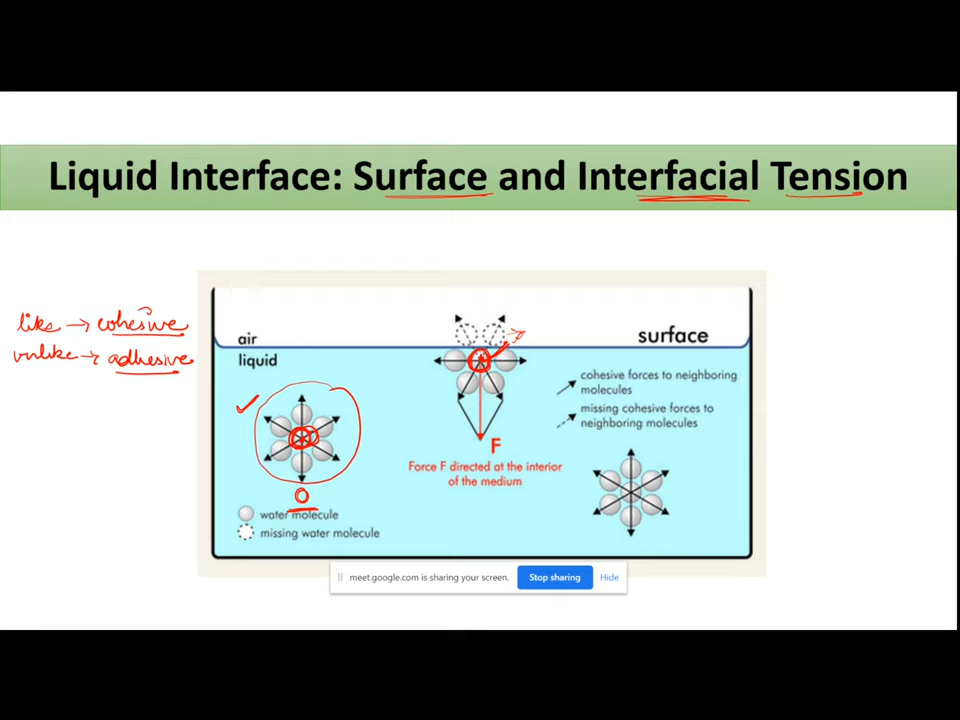 Liquid Interface: Surface and Interfacial Tension
like → cohesive
unlike → adhesive
air
liquid
surface
cohesive forces to neighboring
molecules
missing cohesive forces to
neighboring molecules
F
Force F directed at the interior
of the medium
0
water molecule
missing water molecule
meet.google.com is sharing your screen.
Stop sharing
Hide